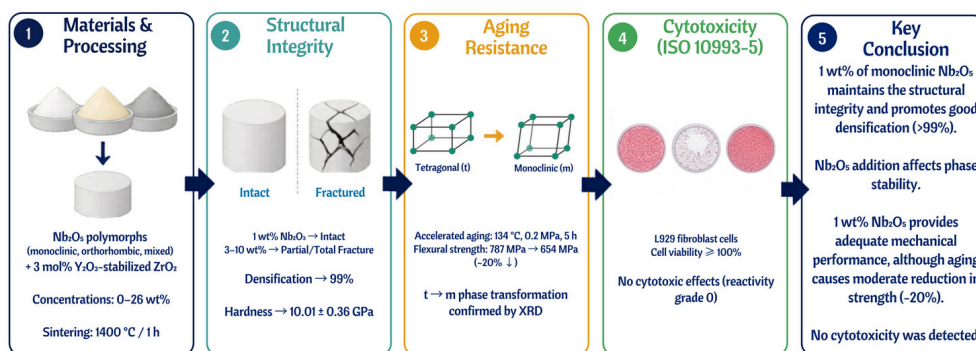 1
Materials &
Processing
Nb₂O₅ polymorphs
(monoclinic, orthorhombic, mixed)
+ 3 mol% Y₂O₃-stabilized ZrO₂
Concentrations: 0–26 wt%
Sintering: 1400 °C / 1 h
2
Structural
Integrity
Intact
Fractured
1 wt% Nb₂O₅ → Intact
3–10 wt% → Partial/Total Fracture
Densification → 99%
Hardness → 10.01 ± 0.36 GPa
3
Aging
Resistance
Tetragonal (t)
Monoclinic (m)
Accelerated aging: 134 °C, 0.2 MPa, 5 h
Flexural strength: 787 MPa → 654 MPa
(~20% ↓)
t → m phase transformation
confirmed by XRD
4
Cytotoxicity
(ISO 10993-5)
L929 fibroblast cells
Cell viability ≥ 100%
No cytotoxic effects (reactivity
grade 0)
5
Key
Conclusion
1 wt% of monoclinic Nb₂O₅
maintains the structural
integrity and promotes good
densification (>99%).
Nb₂O₅ addition affects phase
stability.
1 wt% Nb₂O₅ provides
adequate mechanical
performance, although aging
causes moderate reduction in
strength (~20%).
No cytotoxicity was detected